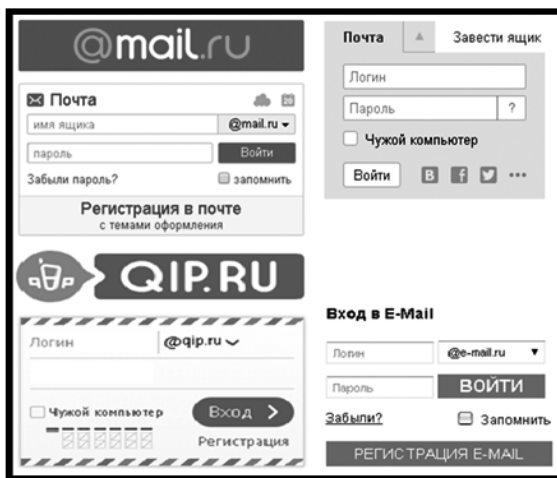 @mail.ru
Почта
20
имя ящика
@mail.ru
пароль
Войти
Забыли пароль?
запомнить
Регистрация в почте
с темами оформления
Почта
Завести ящик
Логин
Пароль
?
Чужой компьютер
Войти
B f
•••
qip
QIP.RU
Логин
@qip.ru
Чужой компьютер
Вход >
Регистрация
Вход в E-Mail
Логин
@e-mail.ru
Пароль
ВОЙТИ
Забыли?
Запомнить
РЕГИСТРАЦИЯ E-MAIL